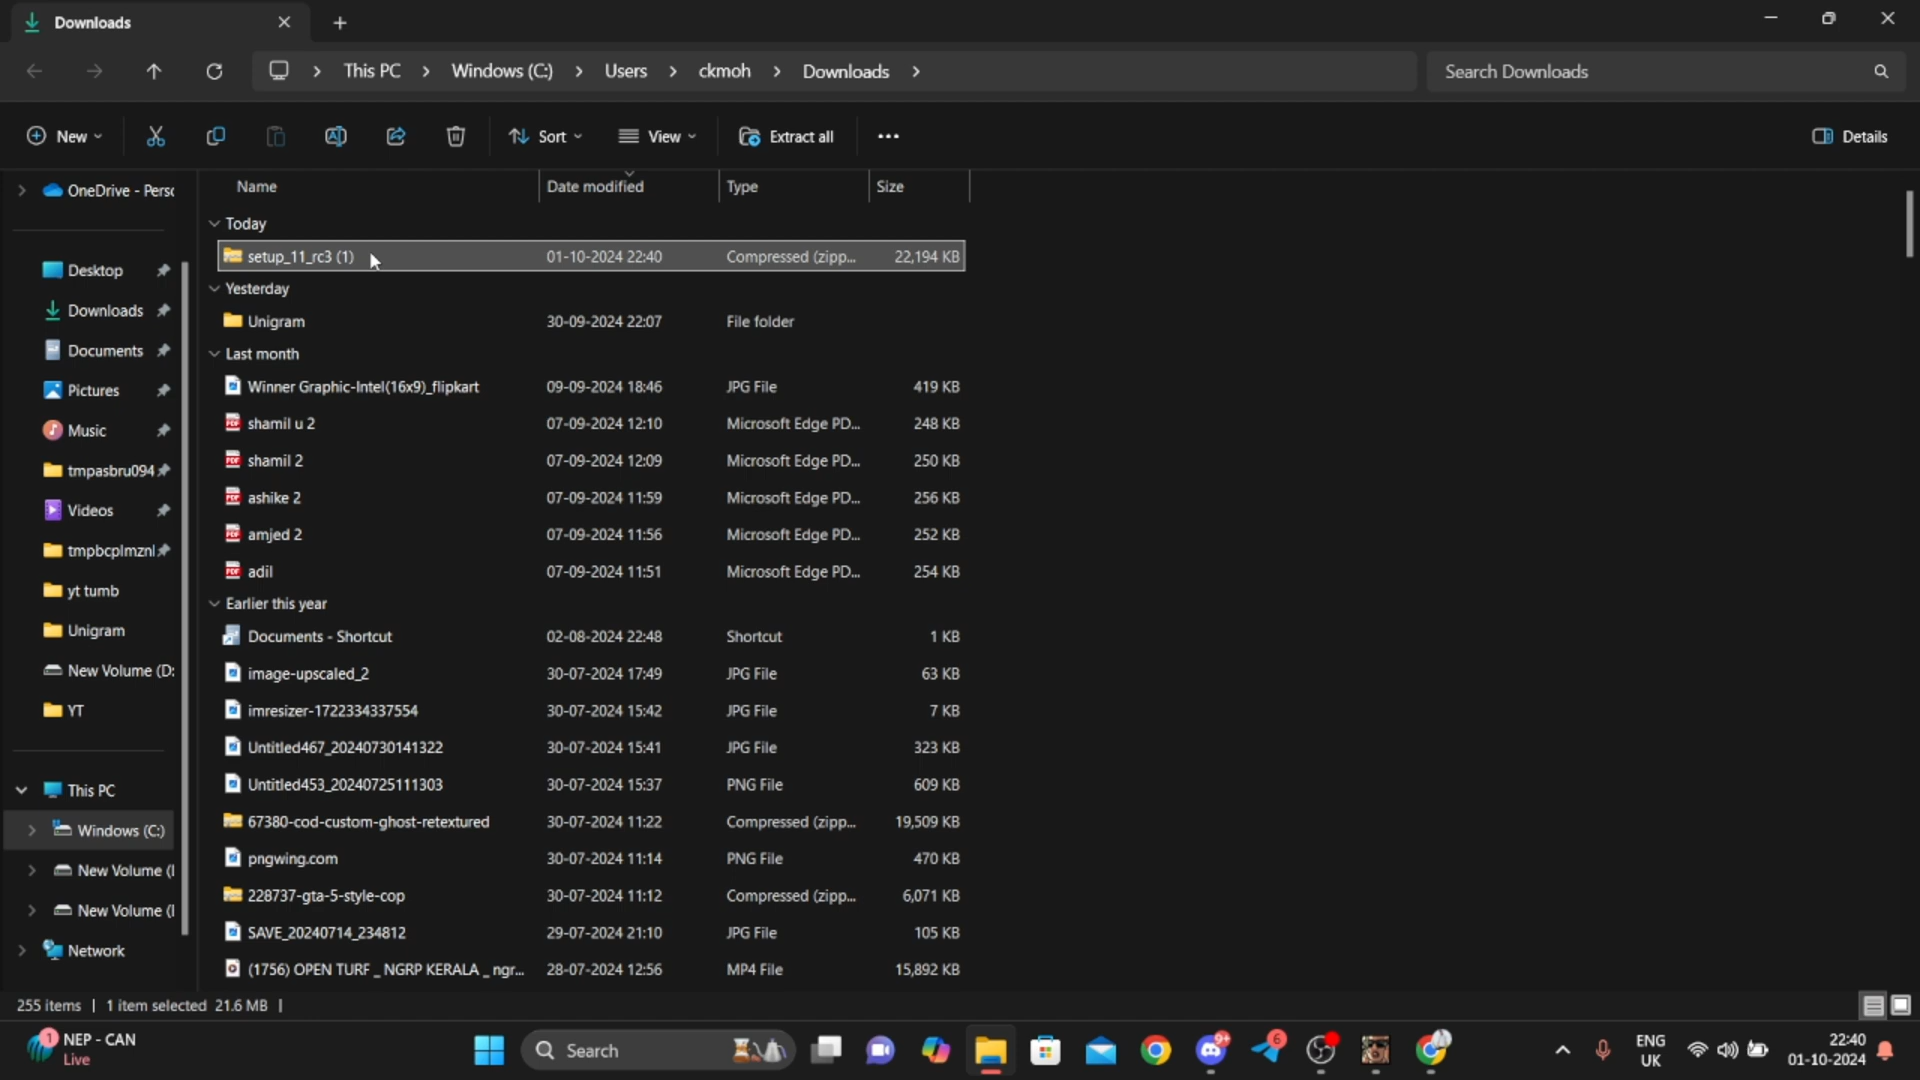 Downloads
This PC
Windows (C:)
Users
ckmoh
Downloads
Search Downloads
New
Sort
View
Extract all
Details
OneDrive - Persc
Desktop
Downloads
Documents
Pictures
Music
tmpasbru094
Videos
tmpbcplmznl
yt tumb
Unigram
New Volume (D:
YT
This PC
Windows (C:)
New Volume (
New Volume (
Network
Name Date modified Type Size
Today
setup_11_rc3 (1) 01-10-2024 22:40 Compressed (zipp... 22,194 KB
Yesterday
Unigram 30-09-2024 22:07 File folder
Last month
Winner Graphic-Intel(16x9)_flipkart 09-09-2024 18:46 JPG File 419 KB
shamil u 2 07-09-2024 12:10 Microsoft Edge PD... 248 KB
shamil 2 07-09-2024 12:09 Microsoft Edge PD... 250 KB
ashike 2 07-09-2024 11:59 Microsoft Edge PD... 256 KB
amjed 2 07-09-2024 11:56 Microsoft Edge PD... 252 KB
adil 07-09-2024 11:51 Microsoft Edge PD... 254 KB
Earlier this year
Documents - Shortcut 02-08-2024 22:48 Shortcut 1 KB
image-upscaled_2 30-07-2024 17:49 JPG File 63 KB
imresizer-1722334337554 30-07-2024 15:42 JPG File 7 KB
Untitled467_20240730141322 30-07-2024 15:41 JPG File 323 KB
Untitled453_20240725111303 30-07-2024 15:37 PNG File 609 KB
67380-cod-custom-ghost-retextured 30-07-2024 11:22 Compressed (zipp... 19,509 KB
pngwing.com 30-07-2024 11:14 PNG File 470 KB
228737-gta-5-style-cop 30-07-2024 11:12 Compressed (zipp... 6,071 KB
SAVE_20240714_234812 29-07-2024 21:10 JPG File 105 KB
(1756) OPEN TURF _ NGRP KERALA _ ngr... 28-07-2024 12:56 MP4 File 15,892 KB
255 items 1 item selected 21.6 MB
1 NEP - CAN
Live
Search
9+
6
ENG
UK
22:40
01-10-2024